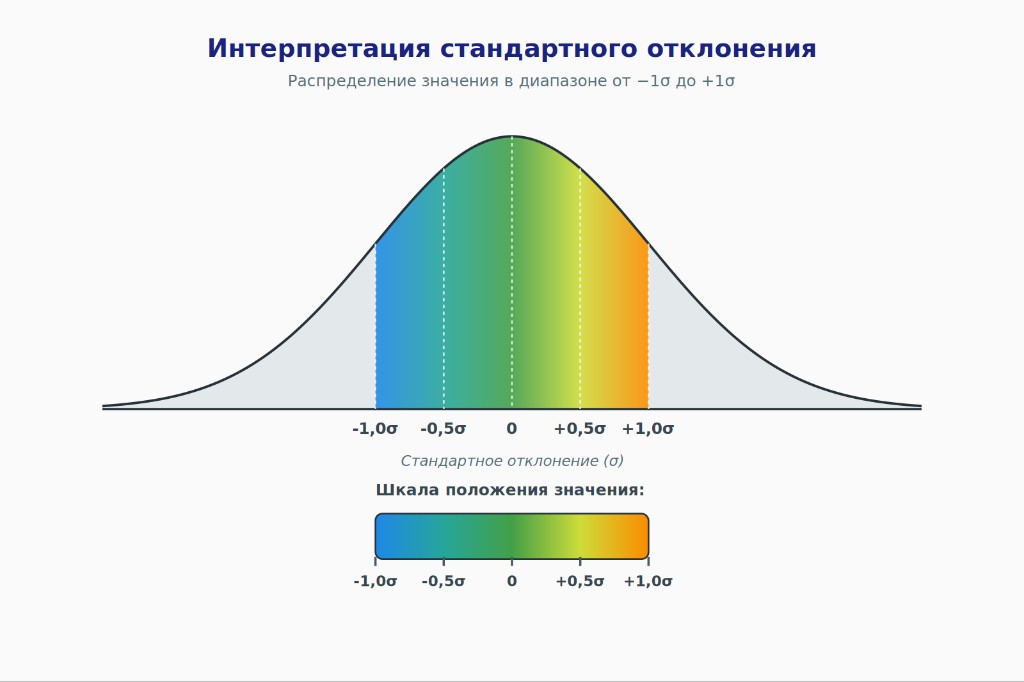 Интерпретация стандартного отклонения
Распределение значения в диапазоне от −1σ до +1σ
-1,0σ -0,5σ 0 +0,5σ +1,0σ
Стандартное отклонение (σ)
Шкала положения значения:
-1,0σ -0,5σ 0 +0,5σ +1,0σ